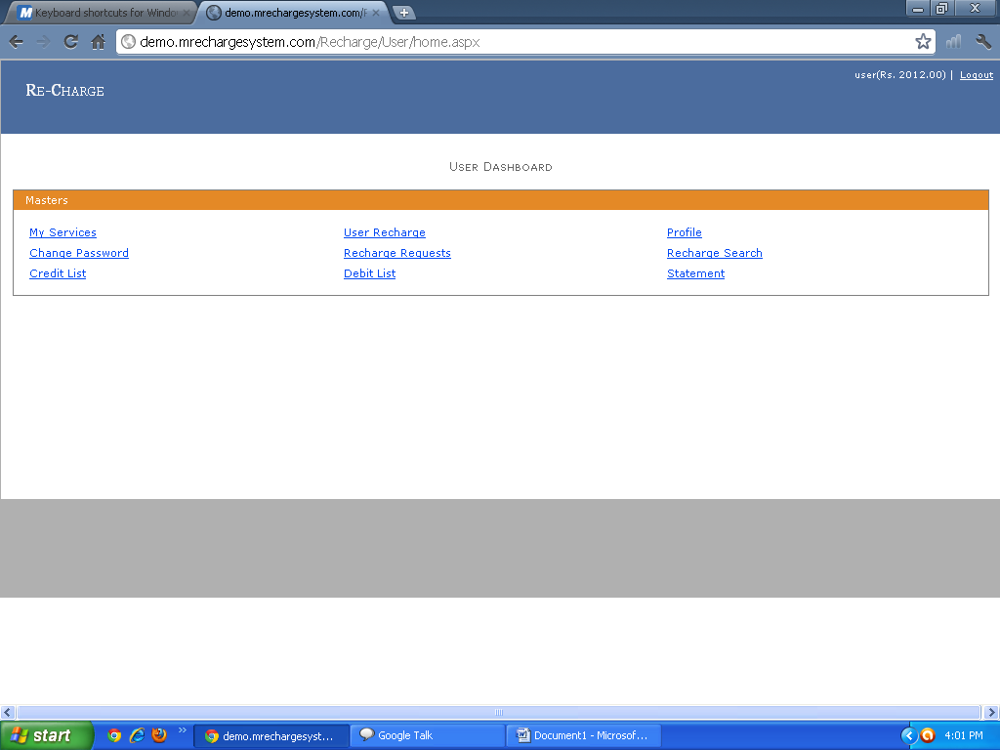 Keyboard shortcuts for Windo
demo.mrechargesystem.com/F
demo.mrechargesystem.com/Recharge/User/home.aspx
user(Rs. 2012.00) | Logout
RE-CHARGE
USER DASHBOARD
Masters
My Services User Recharge Profile
Change Password Recharge Requests Recharge Search
Credit List Debit List Statement
start demo.mrechargesyst... Google Talk Document1 - Microsof... 4:01 PM